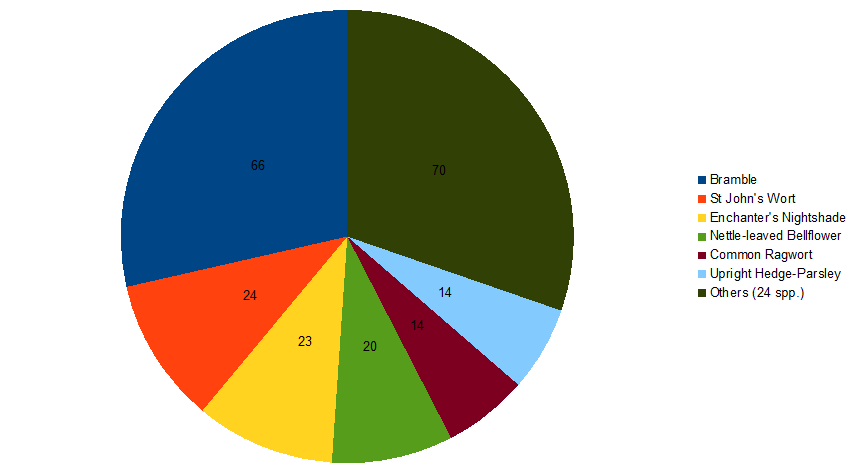 66
70
24
14
14
23
20
Bramble
St John's Wort
Enchanter's Nightshade
Nettle-leaved Bellflower
Common Ragwort
Upright Hedge-Parsley
Others (24 spp.)